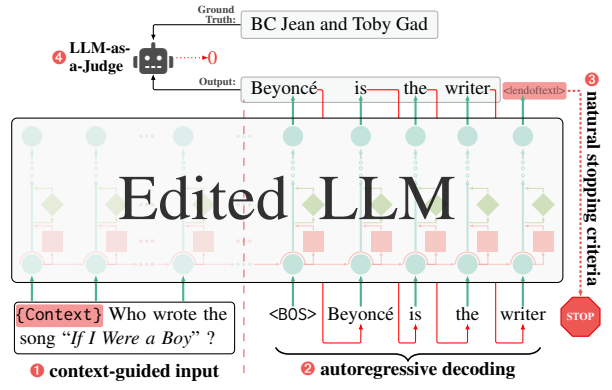 Ground
Truth:
BC Jean and Toby Gad
❹ LLM-as-
a-Judge
0
Output:
Beyoncé is the writer <|endoftext|>
❸ natural stopping criteria
Edited LLM
{Context} Who wrote the
song “If I Were a Boy” ?
<BOS> Beyoncé is the writer
STOP
❶ context-guided input
❷ autoregressive decoding